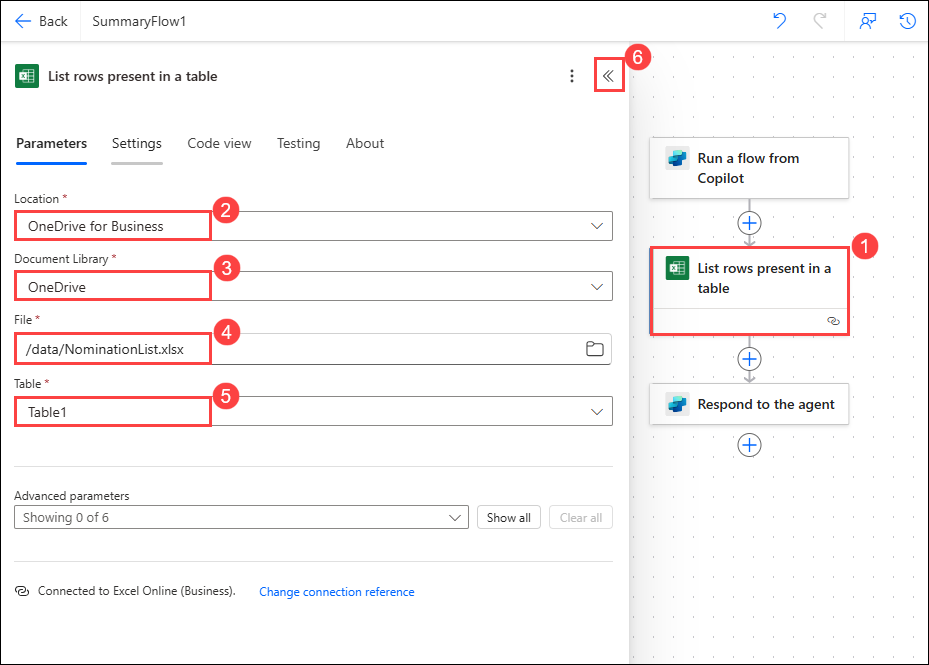 Back
SummaryFlow1
List rows present in a table
6
Parameters
Settings
Code view
Testing
About
Location *
OneDrive for Business
2
Document Library *
OneDrive
3
File *
/data/NominationList.xlsx
4
Table *
Table1
5
Advanced parameters
Showing 0 of 6
Show all
Clear all
Connected to Excel Online (Business).
Change connection reference
Run a flow from
Copilot
1
List rows present in a
table
Respond to the agent